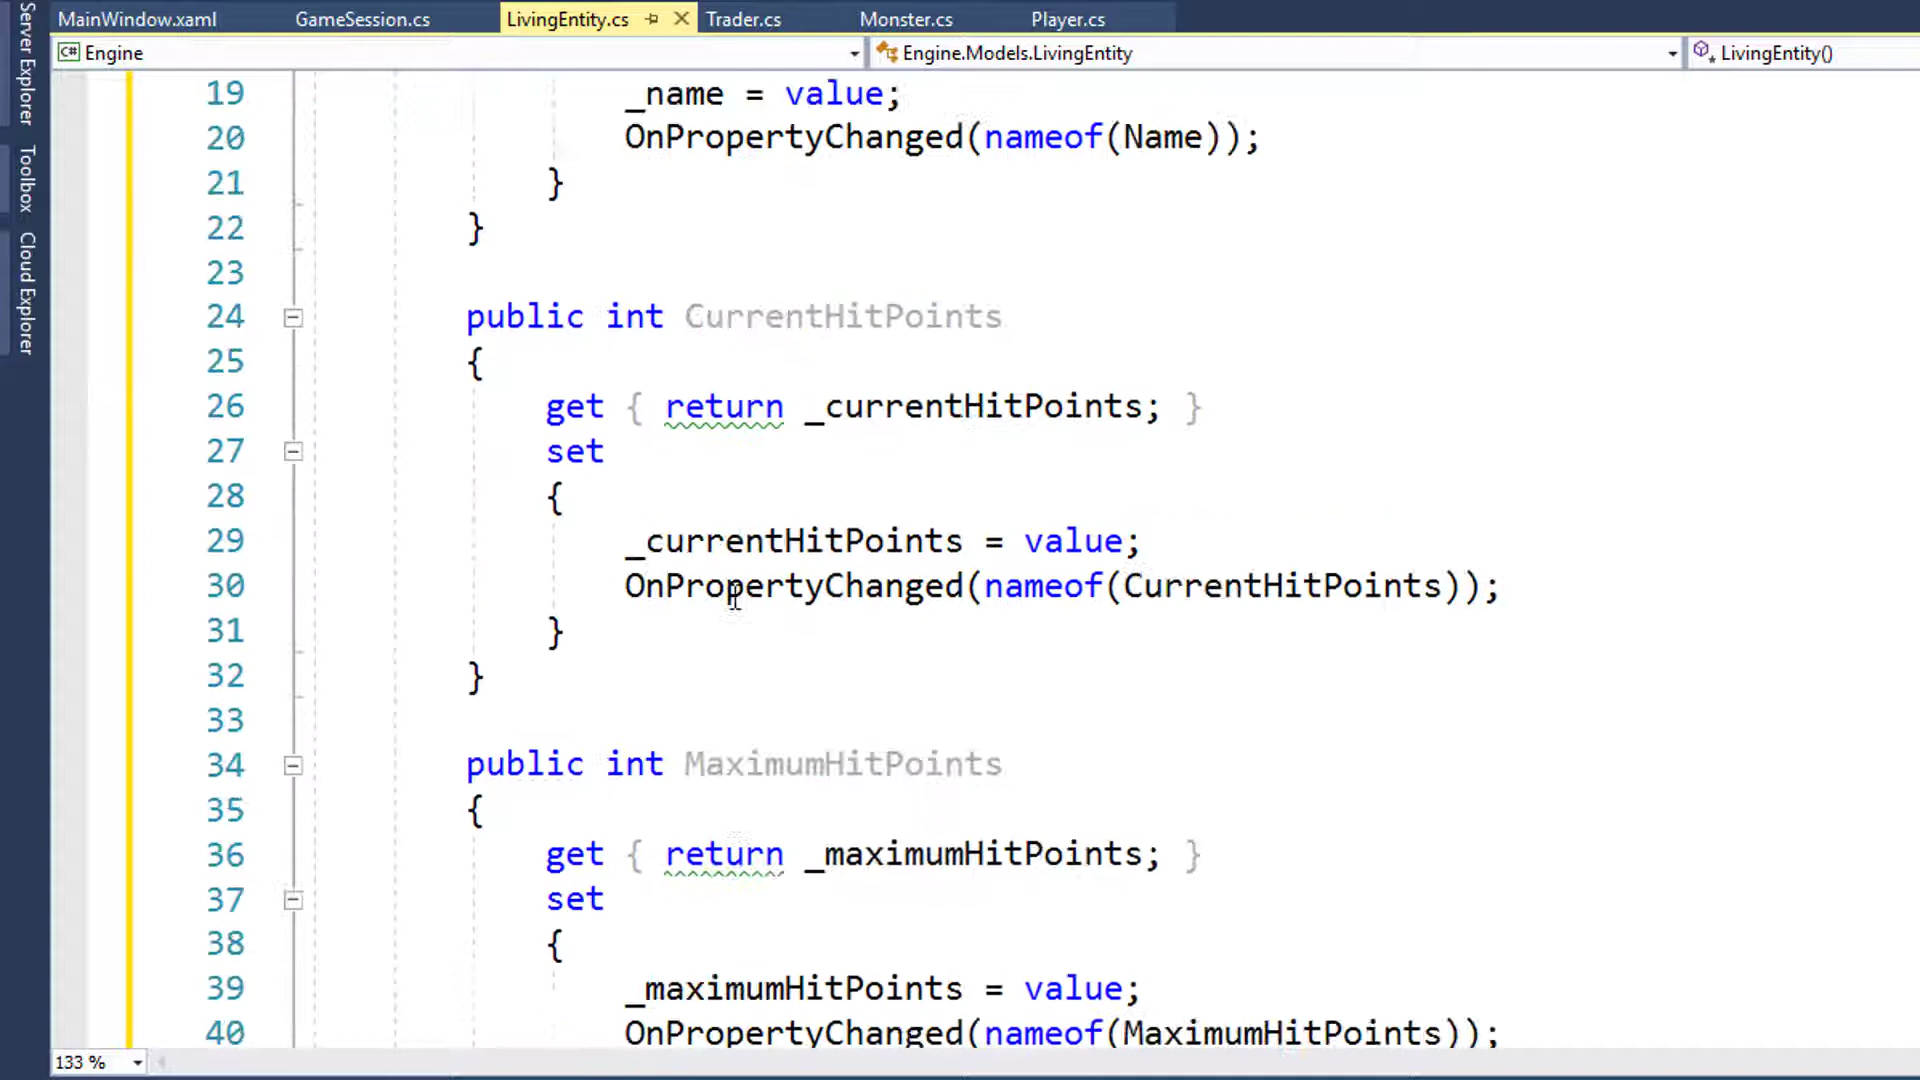 MainWindow.xaml GameSession.cs LivingEntity.cs Trader.cs Monster.cs Player.cs
C# Engine Engine.Models.LivingEntity LivingEntity()
Server Explorer
Toolbox
Cloud Explorer
19 _name = value;
20 OnPropertyChanged(nameof(Name));
21 }
22 }
23
24 public int CurrentHitPoints
25 {
26 get { return _currentHitPoints; }
27 set
28 {
29 _currentHitPoints = value;
30 OnPropertyChanged(nameof(CurrentHitPoints));
31 }
32 }
33
34 public int MaximumHitPoints
35 {
36 get { return _maximumHitPoints; }
37 set
38 {
39 _maximumHitPoints = value;
40 OnPropertyChanged(nameof(MaximumHitPoints));
133 %